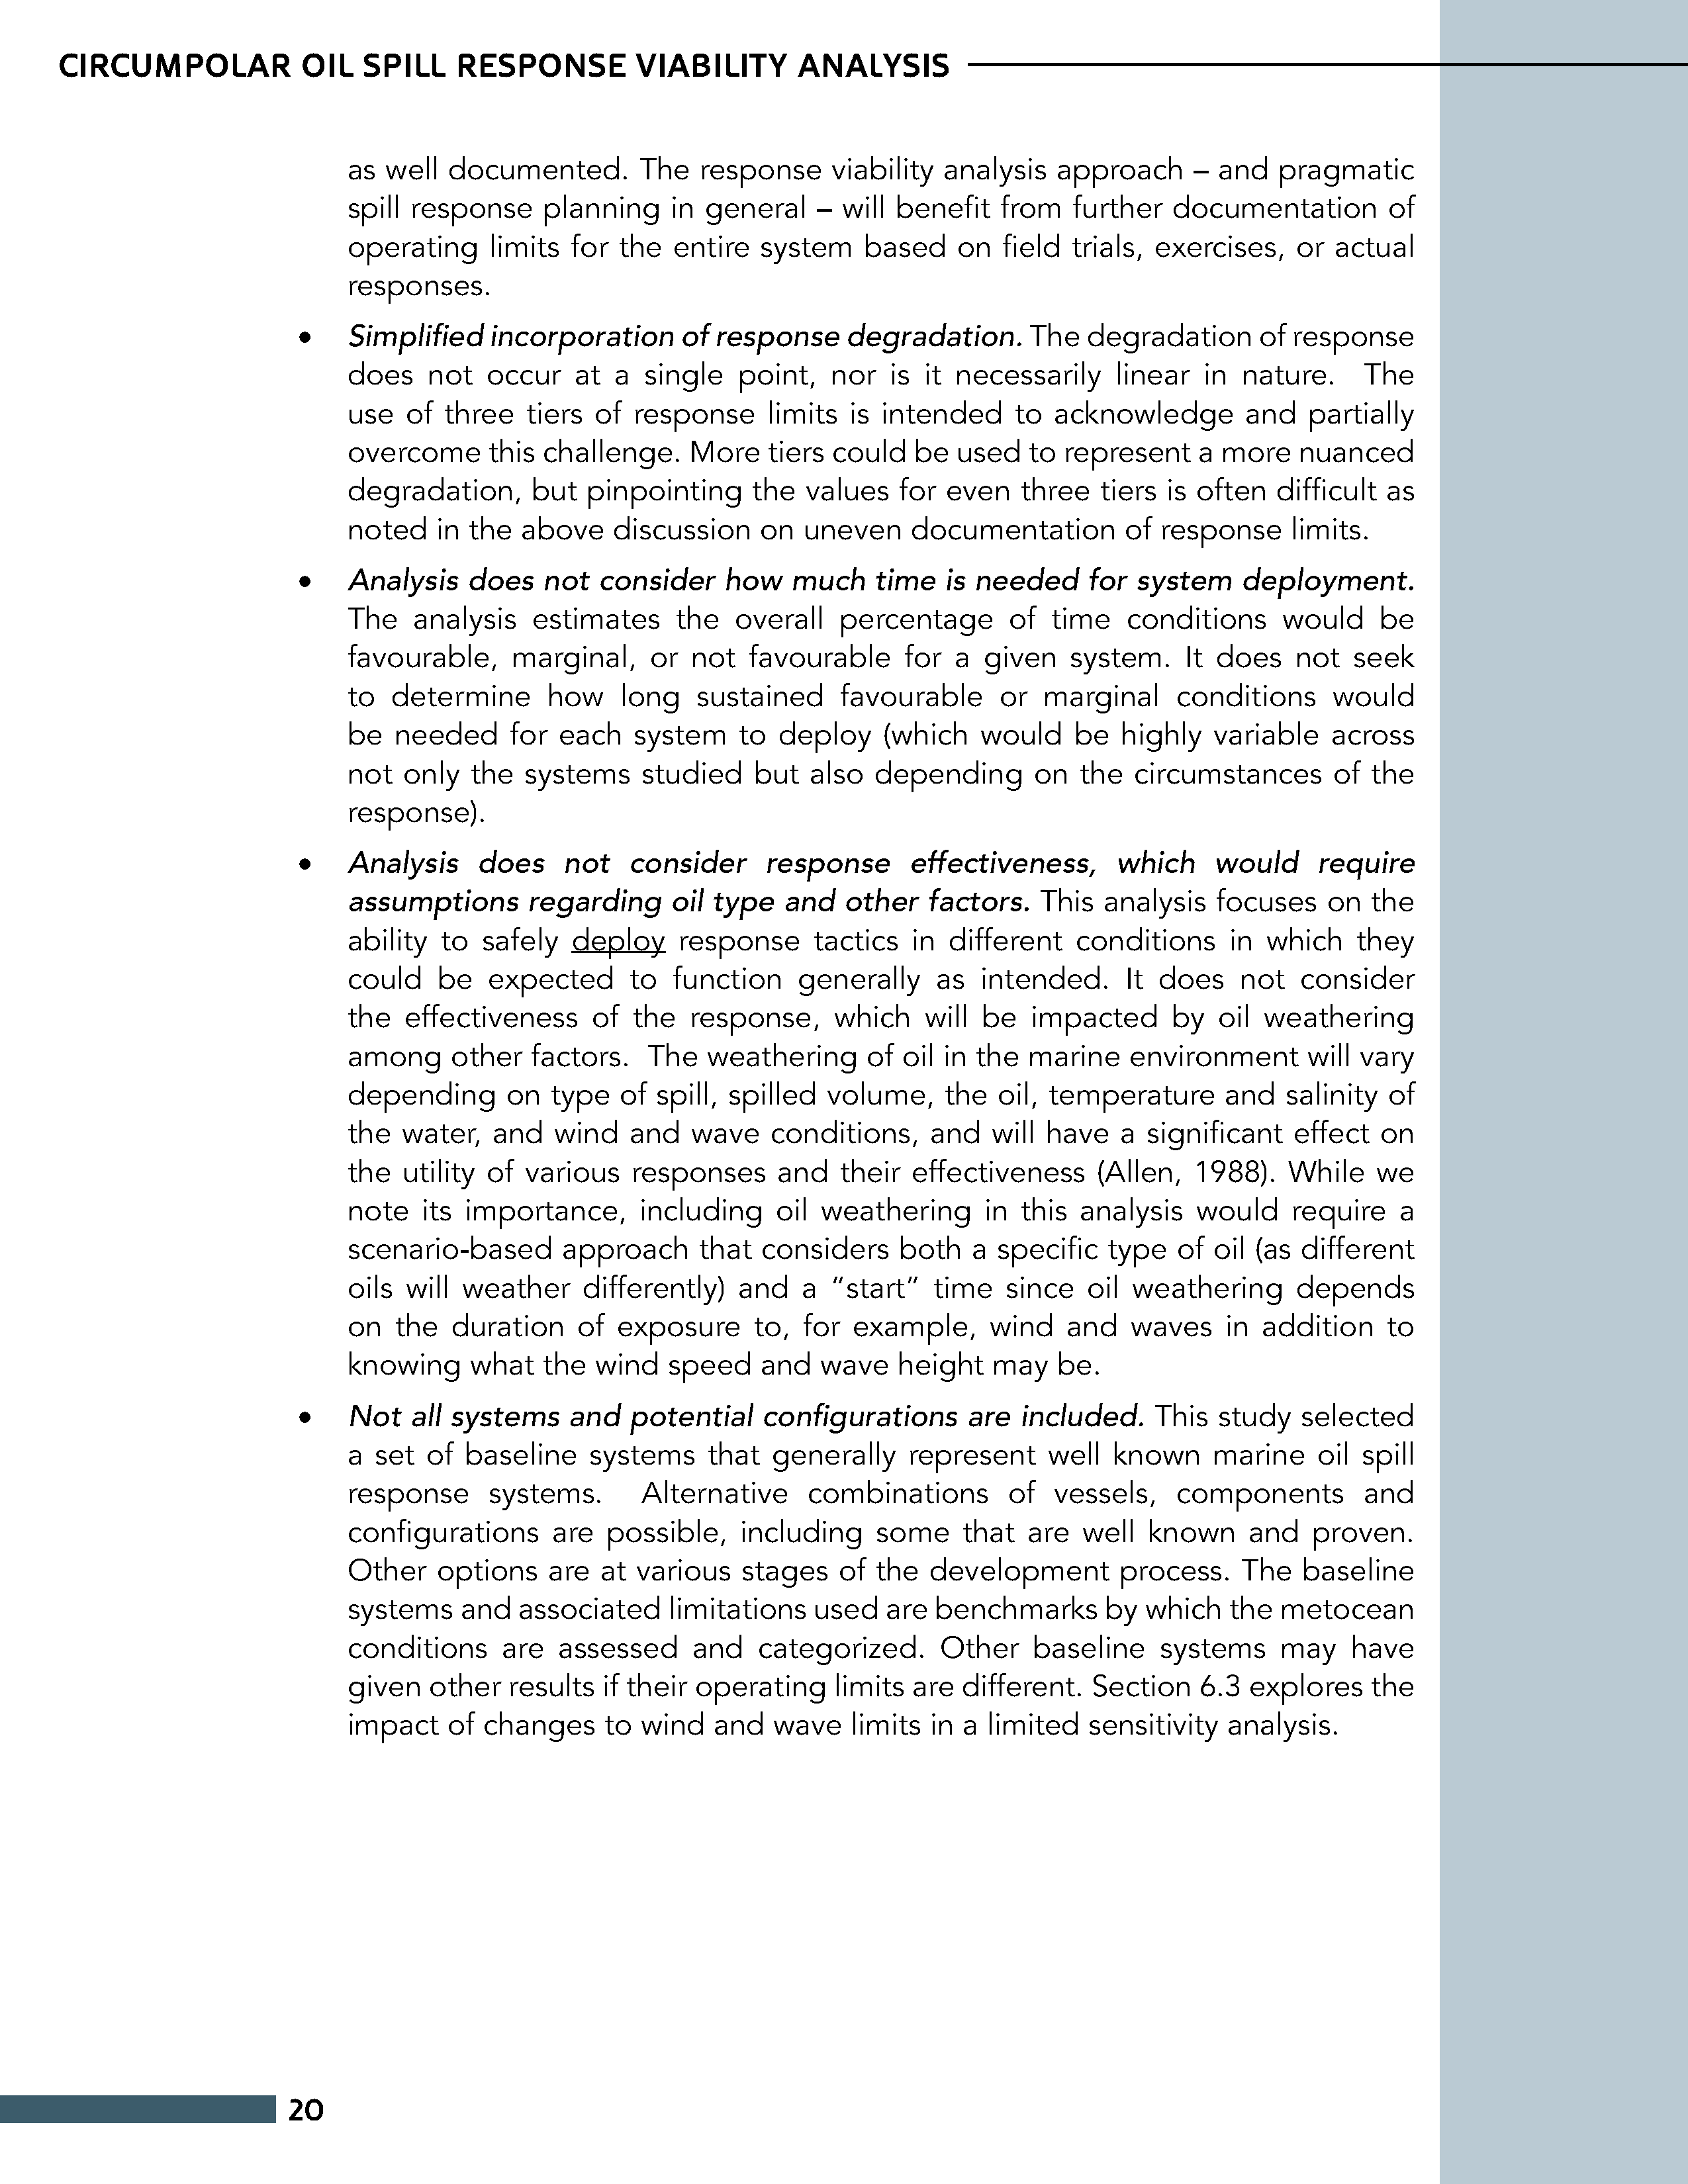 CIRCUMPOLAR OIL SPILL RESPONSE VIABILITY ANALYSIS
as well documented. The response viability analysis approach – and pragmatic
spill response planning in general – will benefit from further documentation of
operating limits for the entire system based on field trials, exercises, or actual
responses.
• Simplified incorporation of response degradation. The degradation of response
does not occur at a single point, nor is it necessarily linear in nature. The
use of three tiers of response limits is intended to acknowledge and partially
overcome this challenge. More tiers could be used to represent a more nuanced
degradation, but pinpointing the values for even three tiers is often difficult as
noted in the above discussion on uneven documentation of response limits.
• Analysis does not consider how much time is needed for system deployment.
The analysis estimates the overall percentage of time conditions would be
favourable, marginal, or not favourable for a given system. It does not seek
to determine how long sustained favourable or marginal conditions would
be needed for each system to deploy (which would be highly variable across
not only the systems studied but also depending on the circumstances of the
response).
• Analysis does not consider response effectiveness, which would require
assumptions regarding oil type and other factors. This analysis focuses on the
ability to safely deploy response tactics in different conditions in which they
could be expected to function generally as intended. It does not consider
the effectiveness of the response, which will be impacted by oil weathering
among other factors. The weathering of oil in the marine environment will vary
depending on type of spill, spilled volume, the oil, temperature and salinity of
the water, and wind and wave conditions, and will have a significant effect on
the utility of various responses and their effectiveness (Allen, 1988). While we
note its importance, including oil weathering in this analysis would require a
scenario-based approach that considers both a specific type of oil (as different
oils will weather differently) and a “start” time since oil weathering depends
on the duration of exposure to, for example, wind and waves in addition to
knowing what the wind speed and wave height may be.
• Not all systems and potential configurations are included. This study selected
a set of baseline systems that generally represent well known marine oil spill
response systems. Alternative combinations of vessels, components and
configurations are possible, including some that are well known and proven.
Other options are at various stages of the development process. The baseline
systems and associated limitations used are benchmarks by which the metocean
conditions are assessed and categorized. Other baseline systems may have
given other results if their operating limits are different. Section 6.3 explores the
impact of changes to wind and wave limits in a limited sensitivity analysis.
20